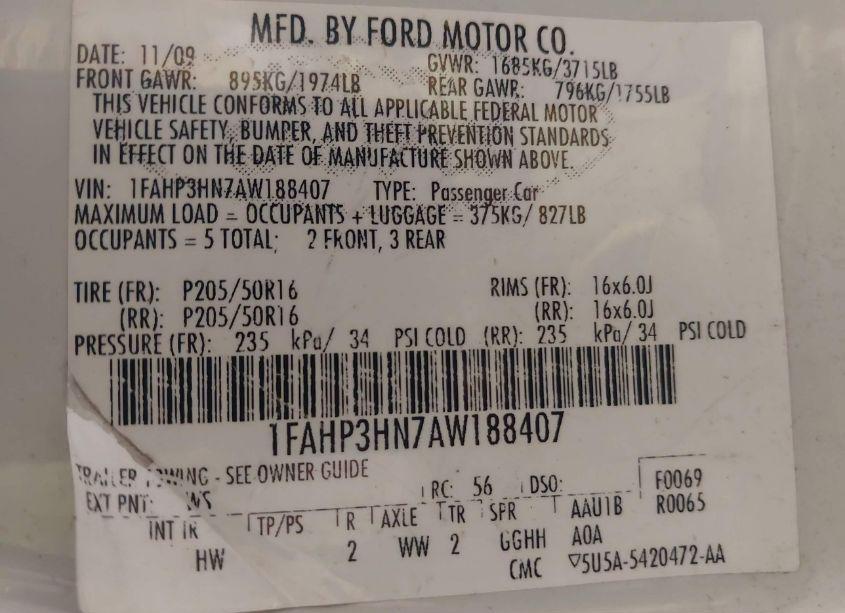 MFD. BY FORD MOTOR CO.
DATE: 11/09 GVWR: 1685KG/3715LB
FRONT GAWR: 895KG/1974LB REAR GAWR: 796KG/1755LB
THIS VEHICLE CONFORMS TO ALL APPLICABLE FEDERAL MOTOR
VEHICLE SAFETY, BUMPER, AND THEFT PREVENTION STANDARDS
IN EFFECT ON THE DATE OF MANUFACTURE SHOWN ABOVE.
VIN: 1FAHP3HN7AW188407 TYPE: Passenger Car
MAXIMUM LOAD = OCCUPANTS + LUGGAGE = 375KG/ 827LB
OCCUPANTS = 5 TOTAL; 2 FRONT, 3 REAR
TIRE (FR): P205/50R16 RIMS (FR): 16x6.0J
(RR): P205/50R16 (RR): 16x6.0J
PRESSURE (FR): 235 kPa/ 34 PSI COLD (RR): 235 kPa/ 34 PSI COLD
1FAHP3HN7AW188407
TRAILER TOWING - SEE OWNER GUIDE
EXT PNT: RC: 56 DSO: F0069
R0065
INT TR TP/PS R AXLE TR SPR AAU1B
HW 2 WW 2 GGHH AOA
CMC ▽5U5A-5420472-AA